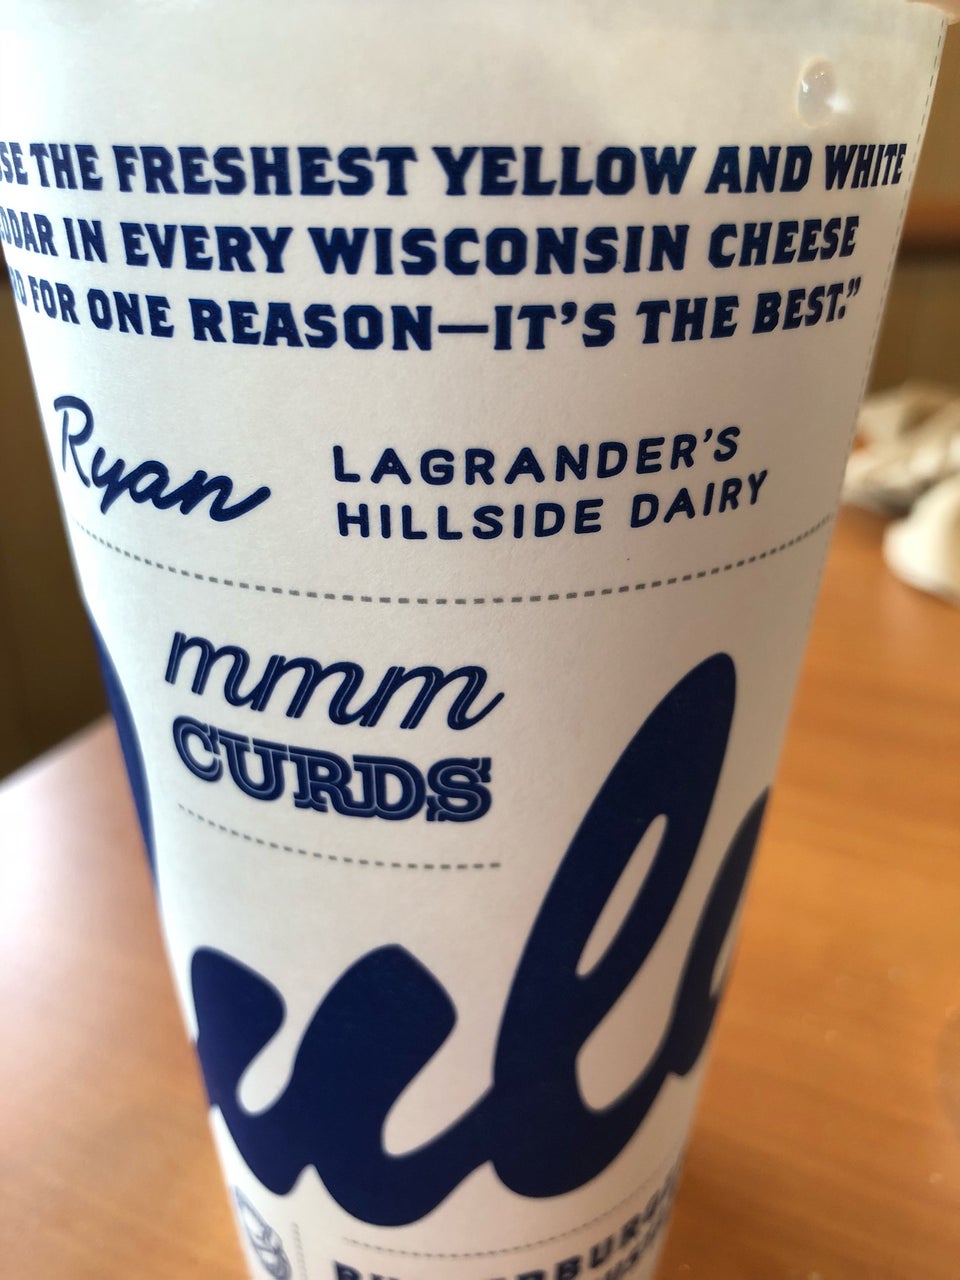 THE FRESHEST YELLOW AND WHITE
IN EVERY WISCONSIN CHEESE
FOR ONE REASON—IT'S THE BEST.”
Ryan
LAGRANDER'S
HILLSIDE DAIRY
mmm
CURDS